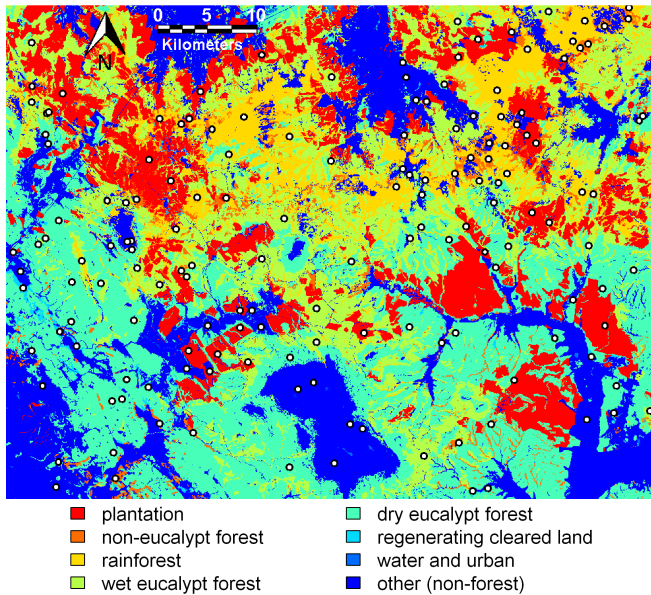 0 5 10
Kilometers
N
plantation
non-eucalypt forest
rainforest
wet eucalypt forest
dry eucalypt forest
regenerating cleared land
water and urban
other (non-forest)